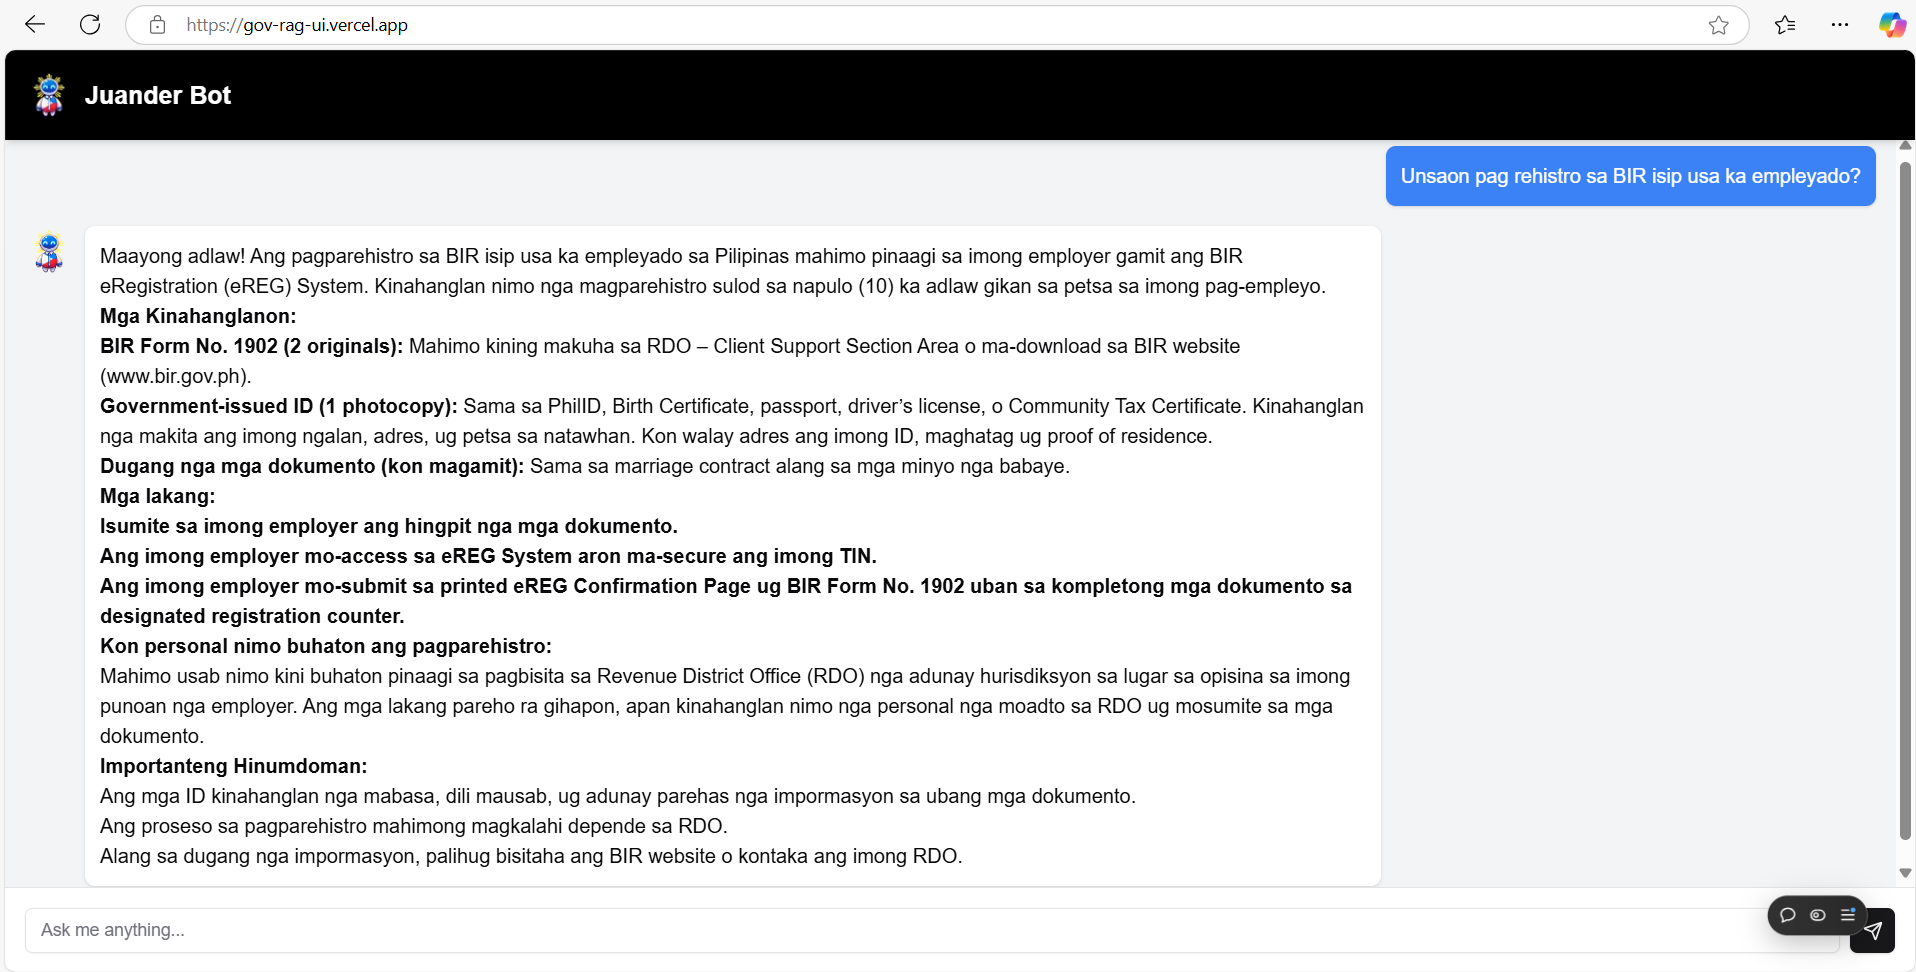 https://gov-rag-ui.vercel.app
Juander Bot
Unsaon pag rehistro sa BIR isip usa ka empleyado?
Maayong adlaw! Ang pagparehistro sa BIR isip usa ka empleyado sa Pilipinas mahimo pinaagi sa imong employer gamit ang BIR
eRegistration (eREG) System. Kinahanglan nimo nga magparehistro sulod sa napulo (10) ka adlaw gikan sa petsa sa imong pag-empleyo.
Mga Kinahanglanon:
BIR Form No. 1902 (2 originals): Mahimo kining makuha sa RDO – Client Support Section Area o ma-download sa BIR website
(www.bir.gov.ph).
Government-issued ID (1 photocopy): Sama sa PhilID, Birth Certificate, passport, driver’s license, o Community Tax Certificate. Kinahanglan
nga makita ang imong ngalan, adres, ug petsa sa natawhan. Kon walay adres ang imong ID, maghatag ug proof of residence.
Dugang nga mga dokumento (kon magamit): Sama sa marriage contract alang sa mga minyo nga babaye.
Mga lakang:
Isumite sa imong employer ang hingpit nga mga dokumento.
Ang imong employer mo-access sa eREG System aron ma-secure ang imong TIN.
Ang imong employer mo-submit sa printed eREG Confirmation Page ug BIR Form No. 1902 uban sa kompletong mga dokumento sa
designated registration counter.
Kon personal nimo buhaton ang pagparehistro:
Mahimo usab nimo kini buhaton pinaagi sa pagbisita sa Revenue District Office (RDO) nga adunay hurisdiksyon sa lugar sa opisina sa imong
punoan nga employer. Ang mga lakang pareho ra gihapon, apan kinahanglan nimo nga personal nga moadto sa RDO ug mosumite sa mga
dokumento.
Importanteng Hinumdoman:
Ang mga ID kinahanglan nga mabasa, dili mausab, ug adunay parehas nga impormasyon sa ubang mga dokumento.
Ang proseso sa pagparehistro mahimong magkalahi depende sa RDO.
Alang sa dugang nga impormasyon, palihug bisitaha ang BIR website o kontaka ang imong RDO.
Ask me anything...